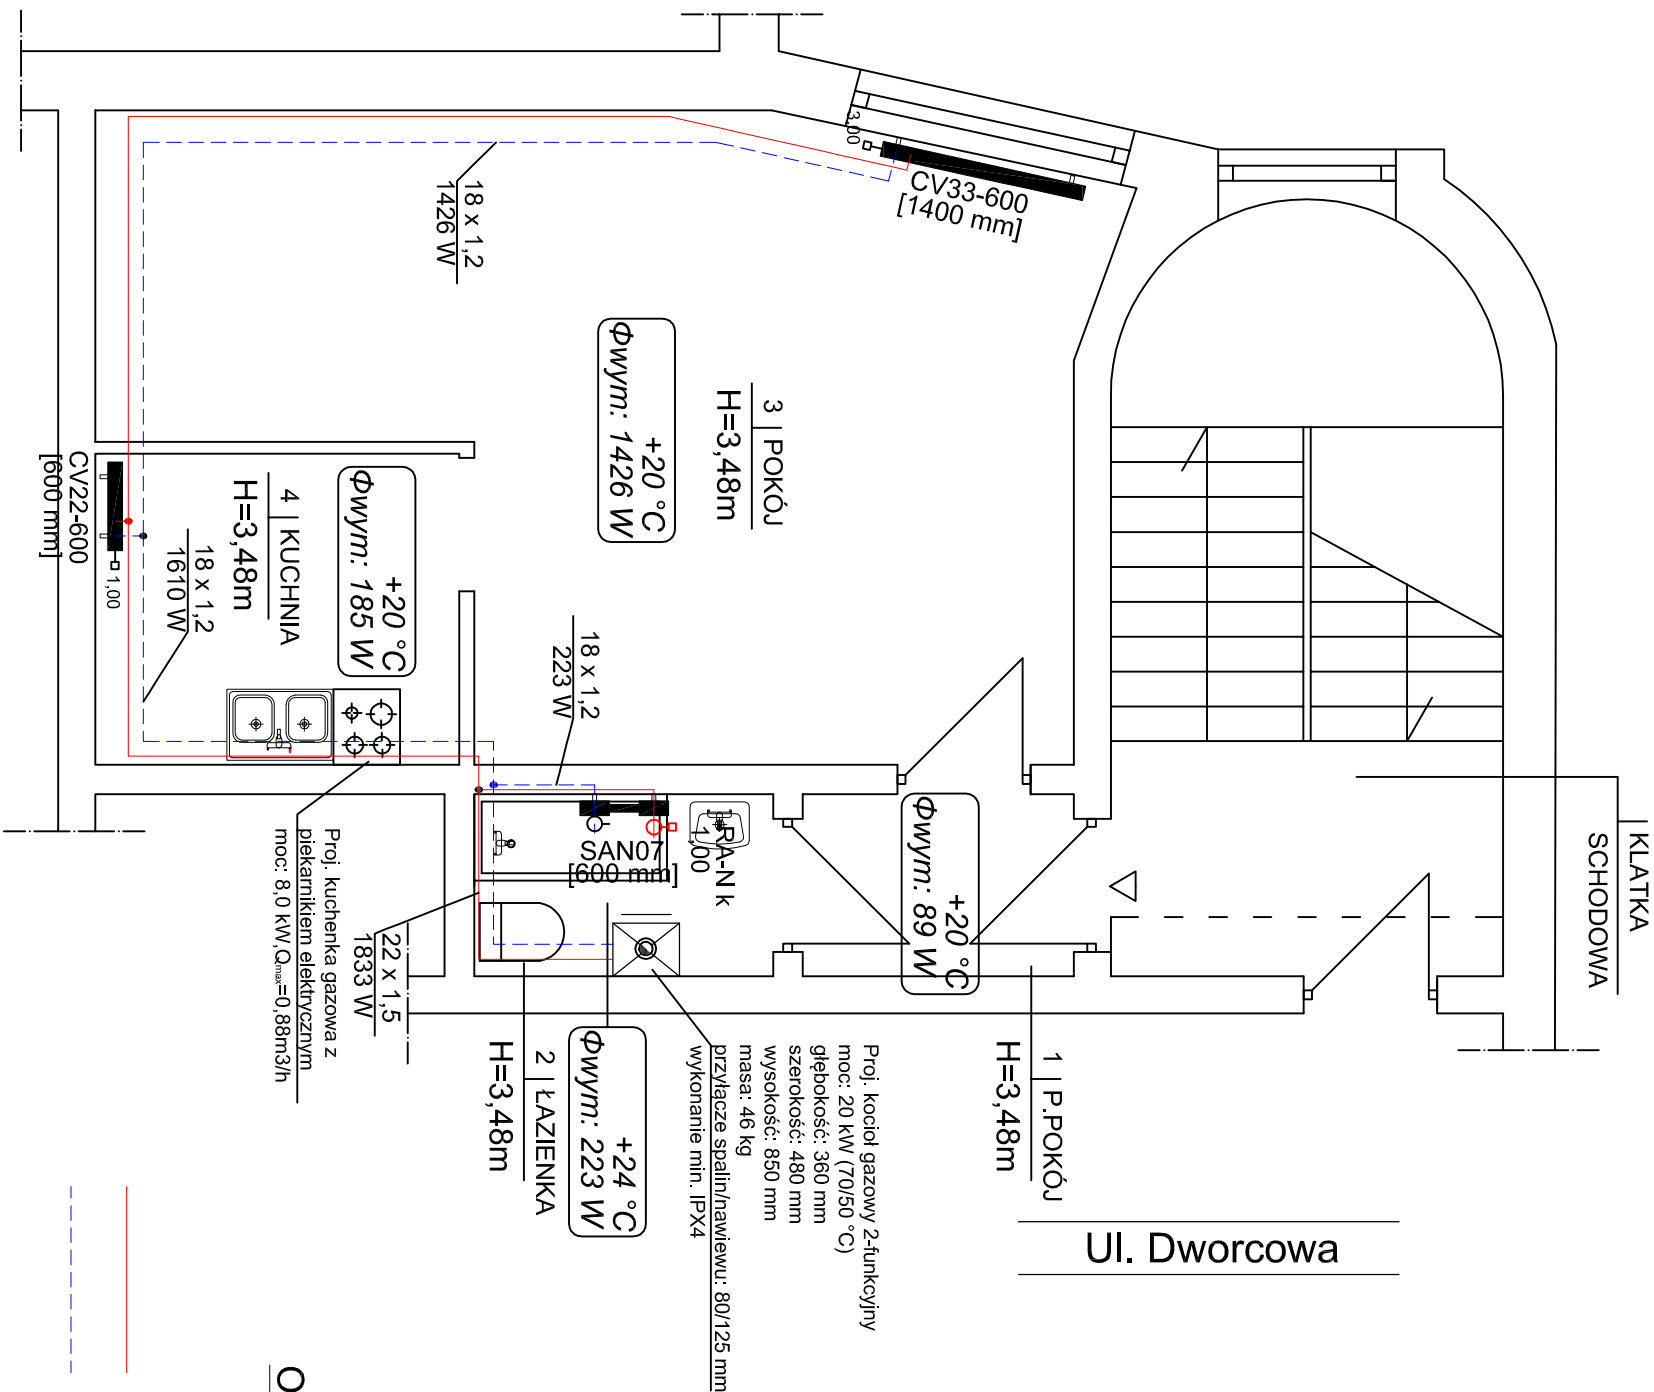 CV33-600
[1400 mm]
3,00
18 x 1,2
1426 W
+20 °C
Φwym: 1426 W
3 | POKÓJ
H=3,48m
CV22-600
[600 mm]
1,00
4 | KUCHNIA
H=3,48m
+20 °C
Φwym: 185 W
18 x 1,2
1610 W
18 x 1,2
223 W
SAN07
[600 mm]
RA-N k
1,00
+20 °C
Φwym: 89 W
KLATKA
SCHODOWA
22 x 1,5
1833 W
Proj. kuchenka gazowa z
piekarnikiem elektrycznym
moc: 8,0 kW,Qmax=0,88m3/h
2 | ŁAZIENKA
H=3,48m
+24 °C
Φwym: 223 W
1 | P.POKÓJ
H=3,48m
Proj. kocioł gazowy 2-funkcyjny
moc: 20 kW (70/50 °C)
głębokość: 360 mm
szerokość: 480 mm
wysokość: 850 mm
masa: 46 kg
przyłącze spalin/nawiewu: 80/125 mm
wykonanie min. IPX4
Ul. Dworcowa
O